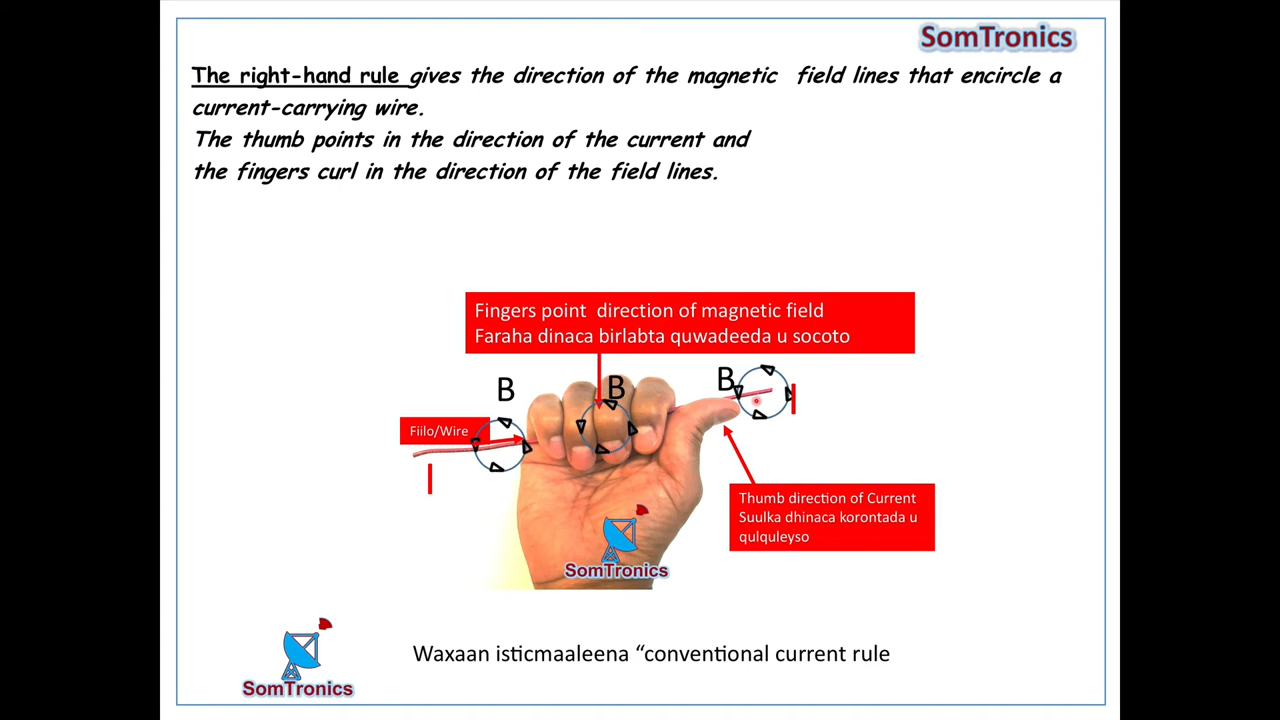 SomTronics
The right-hand rule gives the direction of the magnetic field lines that encircle a
current-carrying wire.
The thumb points in the direction of the current and
the fingers curl in the direction of the field lines.
Fingers point direction of magnetic field
Faraha dinaca birlabta quwadeeda u socoto
B
B
B
Fiilo/Wire
I
I
Thumb direction of Current
Suulka dhinaca korontada u
qulquleyso
SomTronics
Waxaan isticmaaleena “conventional current rule
SomTronics